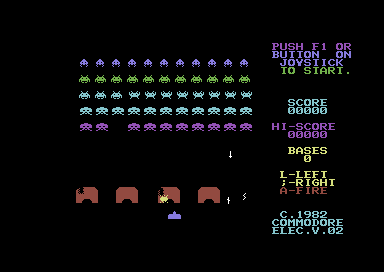 PUSH F1 OR
BUTTON ON
JOYSTICK
TO START.
SCORE
00000
HI-SCORE
00000
BASES
0
L-LEFT
;-RIGHT
A-FIRE
C.1982
COMMODORE
ELEC.V.02